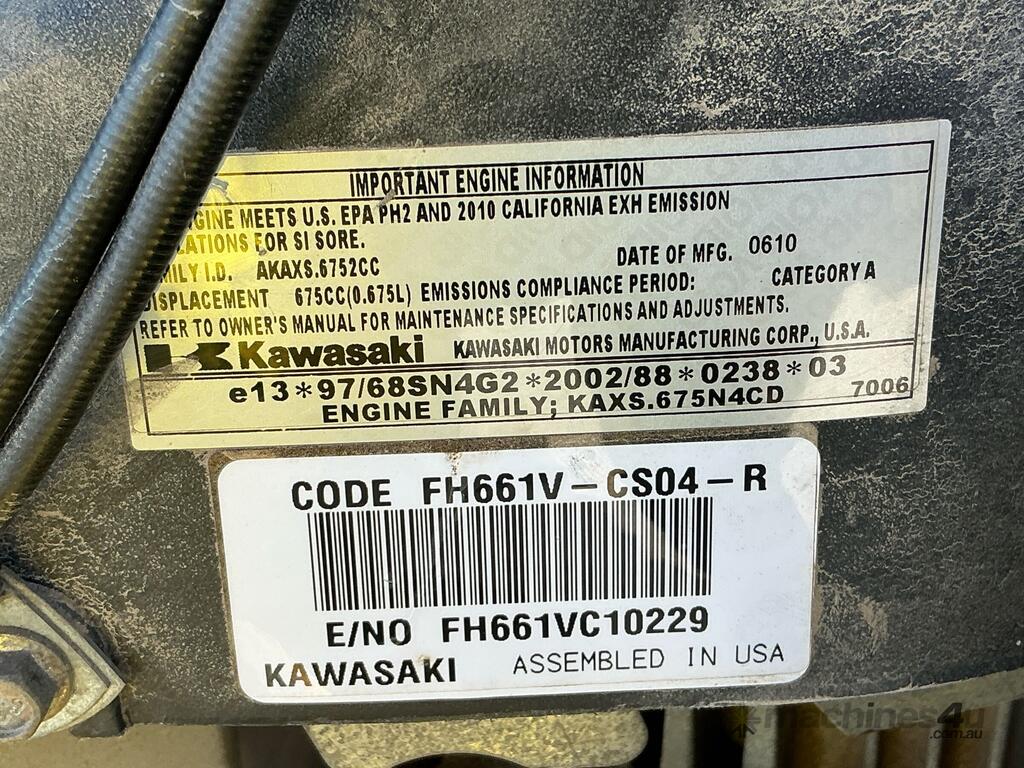 IMPORTANT ENGINE INFORMATION
GINE MEETS U.S. EPA PH2 AND 2010 CALIFORNIA EXH EMISSION
LATIONS FOR SI SORE.
MILY I.D. AKAXS.6752CC DATE OF MFG. 0610
DISPLACEMENT 675CC(0.675L) EMISSIONS COMPLIANCE PERIOD: CATEGORY A
REFER TO OWNER'S MANUAL FOR MAINTENANCE SPECIFICATIONS AND ADJUSTMENTS.
Kawasaki KAWASAKI MOTORS MANUFACTURING CORP., U.S.A.
e13*97/68SN4G2*2002/88*0238*03
ENGINE FAMILY; KAXS.675N4CD 7006
CODE FH661V-CS04-R
E/NO FH661VC10229
KAWASAKI ASSEMBLED IN USA
machines4u
.com.au